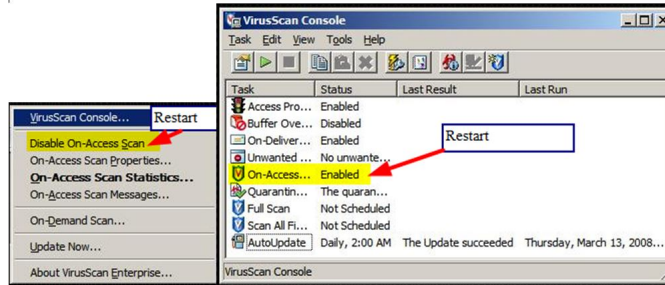 VirusScan Console...
Restart
Disable On-Access Scan
On-Access Scan Properties...
On-Access Scan Statistics...
On-Access Scan Messages...
On-Demand Scan...
Update Now...
About VirusScan Enterprise...
VirusScan Console
Task Edit View Tools Help
Task Status Last Result Last Run
Access Pro... Enabled
Buffer Ove... Disabled
On-Deliver... Enabled
Restart
Unwanted ... No unwante...
On-Access... Enabled
Quarantin... The quaran...
Full Scan Not Scheduled
Scan All Fi... Not Scheduled
AutoUpdate Daily, 2:00 AM The Update succeeded Thursday, March 13, 2008...
VirusScan Console